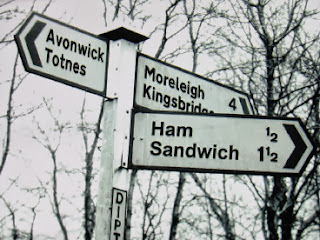 Avonwick
Totnes
Moreleigh
Kingsbridge 4
Ham ½
Sandwich 1½
DIPT